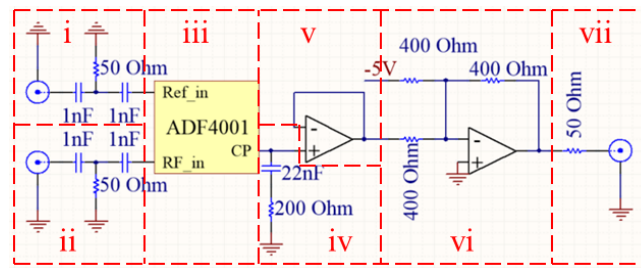 i
iii
v
vii
50 Ohm
1nF 1nF
Ref_in
ADF4001
RF_in
CP
1nF 1nF
50 Ohm
400 Ohm
-5V
400 Ohm
-
+
22nF
200 Ohm
400 Ohm
-
+
50 Ohm
ii
iv
vi